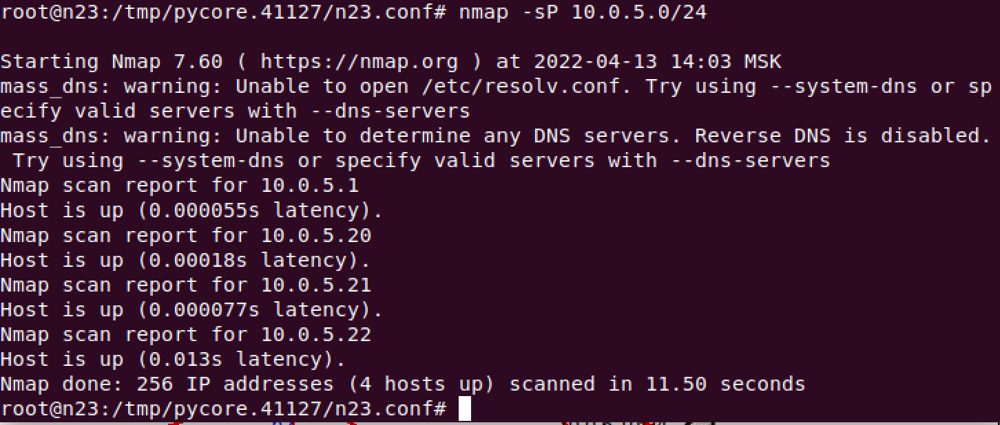 root@n23:/tmp/pycore.41127/n23.conf# nmap -sP 10.0.5.0/24
Starting Nmap 7.60 ( https://nmap.org ) at 2022-04-13 14:03 MSK
mass_dns: warning: Unable to open /etc/resolv.conf. Try using --system-dns or sp
ecify valid servers with --dns-servers
mass_dns: warning: Unable to determine any DNS servers. Reverse DNS is disabled.
 Try using --system-dns or specify valid servers with --dns-servers
Nmap scan report for 10.0.5.1
Host is up (0.000055s latency).
Nmap scan report for 10.0.5.20
Host is up (0.00018s latency).
Nmap scan report for 10.0.5.21
Host is up (0.000077s latency).
Nmap scan report for 10.0.5.22
Host is up (0.013s latency).
Nmap done: 256 IP addresses (4 hosts up) scanned in 11.50 seconds
root@n23:/tmp/pycore.41127/n23.conf#